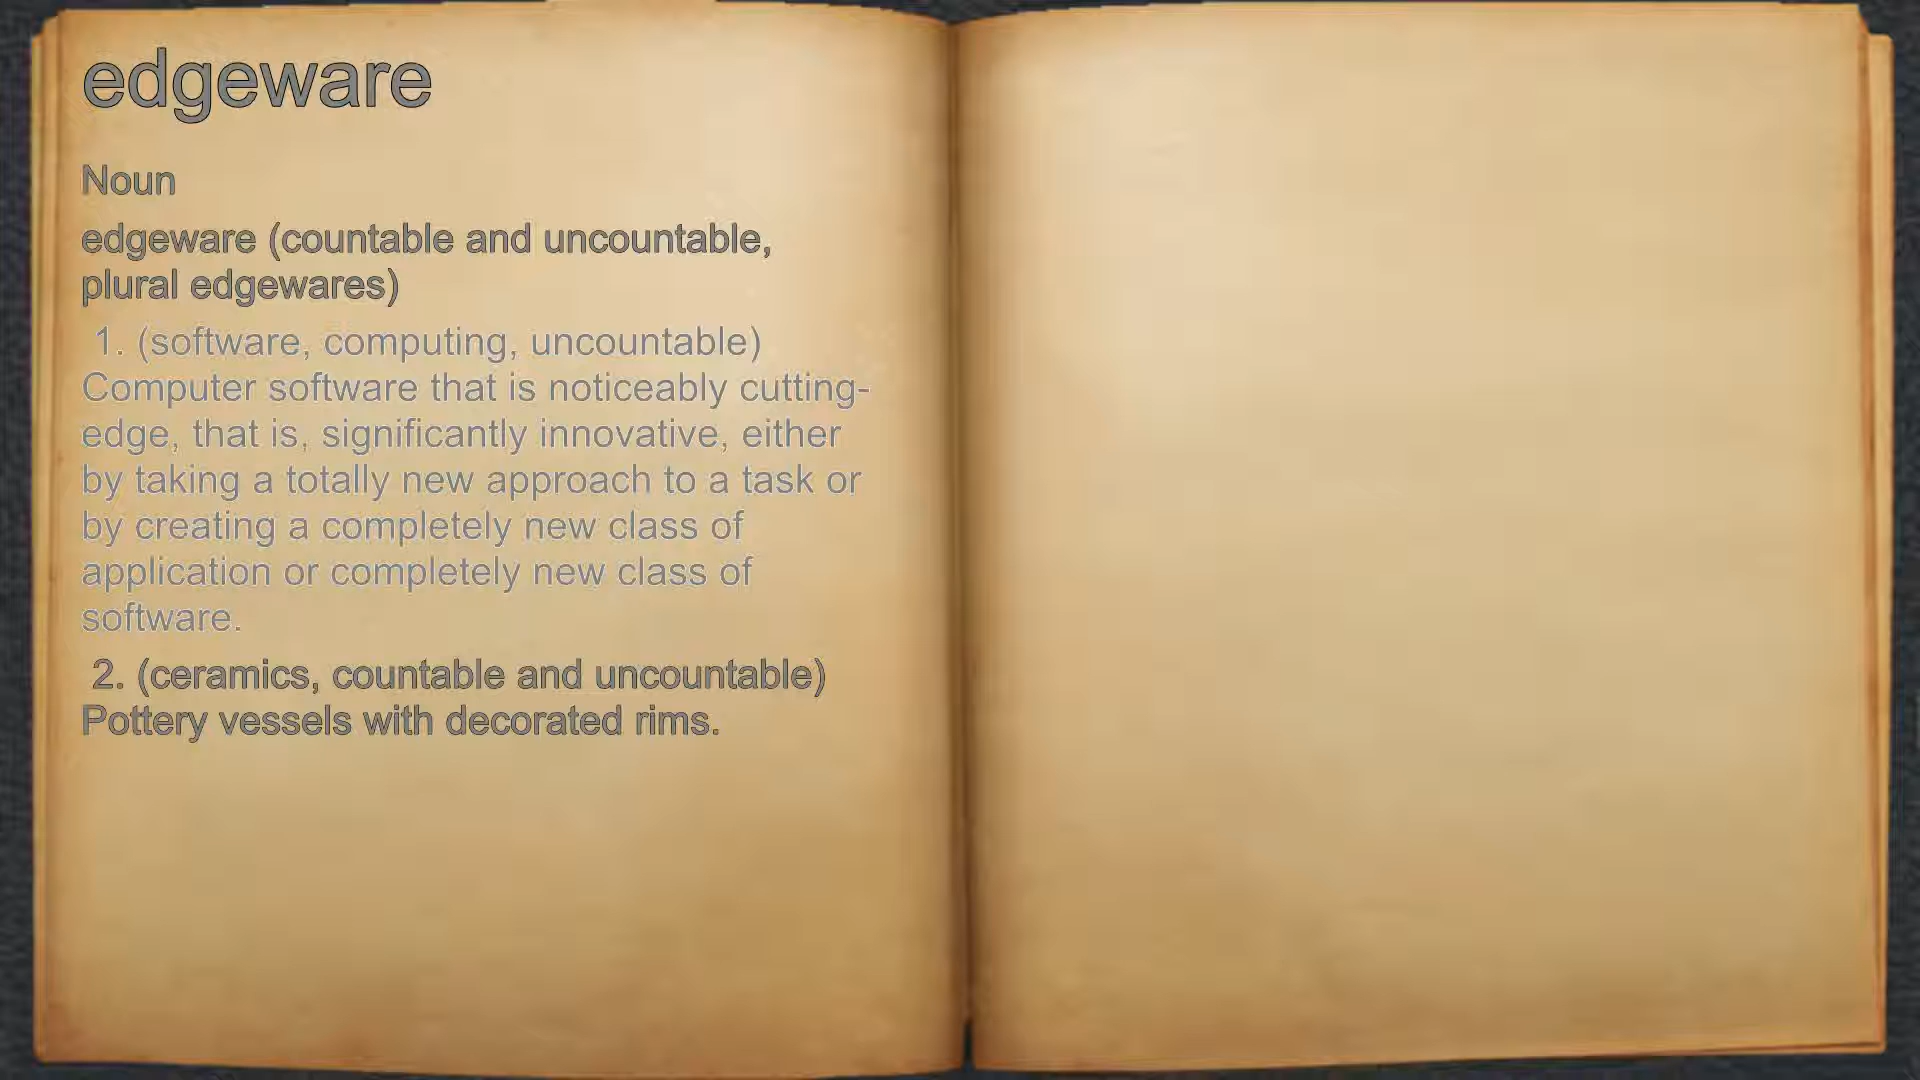 edgeware
Noun
edgeware (countable and uncountable,
plural edgewares)
1. (software, computing, uncountable)
Computer software that is noticeably cutting-
edge, that is, significantly innovative, either
by taking a totally new approach to a task or
by creating a completely new class of
application or completely new class of
software.
2. (ceramics, countable and uncountable)
Pottery vessels with decorated rims.